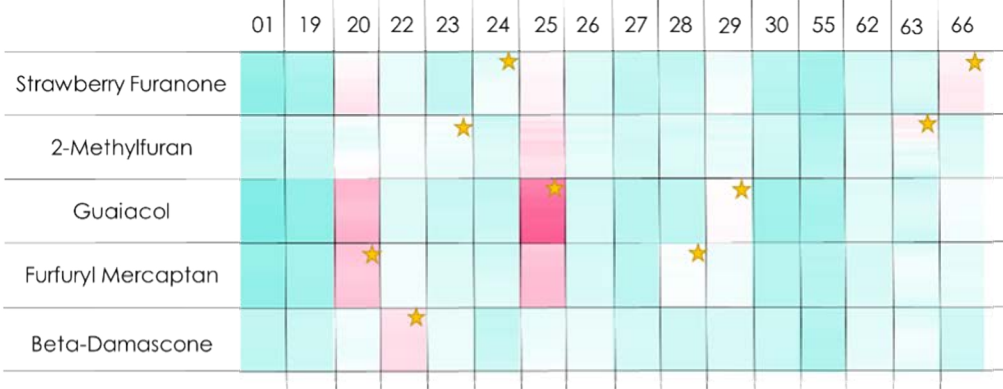 01 19 20 22 23 24 25 26 27 28 29 30 55 62 63 66
Strawberry Furanone
2-Methylfuran
Guaiacol
Furfuryl Mercaptan
Beta-Damascone